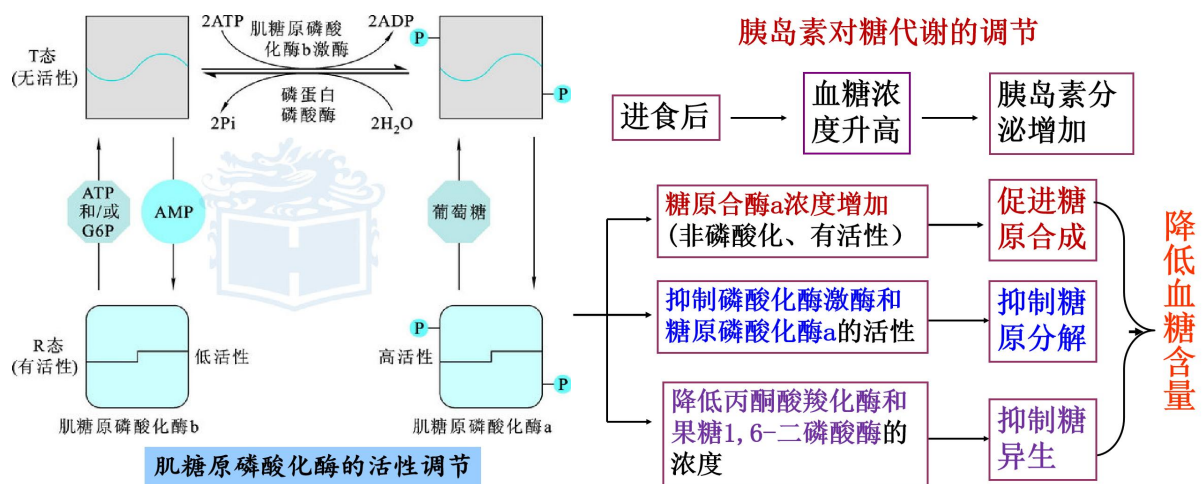 2ATP
肌糖原磷酸
化酶b激酶
2ADP
P
T态
(无活性)
P
2Pi
磷蛋白
磷酸酶
2H₂O
ATP
和/或
G6P
AMP
葡萄糖
P
R态
(有活性)
低活性
高活性
P
肌糖原磷酸化酶b
肌糖原磷酸化酶a
肌糖原磷酸化酶的活性调节
胰岛素对糖代谢的调节
进食后
血糖浓
度升高
胰岛素分
泌增加
糖原合酶a浓度增加
(非磷酸化、有活性）
促进糖
原合成
抑制磷酸化酶激酶和
糖原磷酸化酶a的活性
抑制糖
原分解
降低丙酮酸羧化酶和
果糖1,6-二磷酸酶的
浓度
抑制糖
异生
降低血糖含量